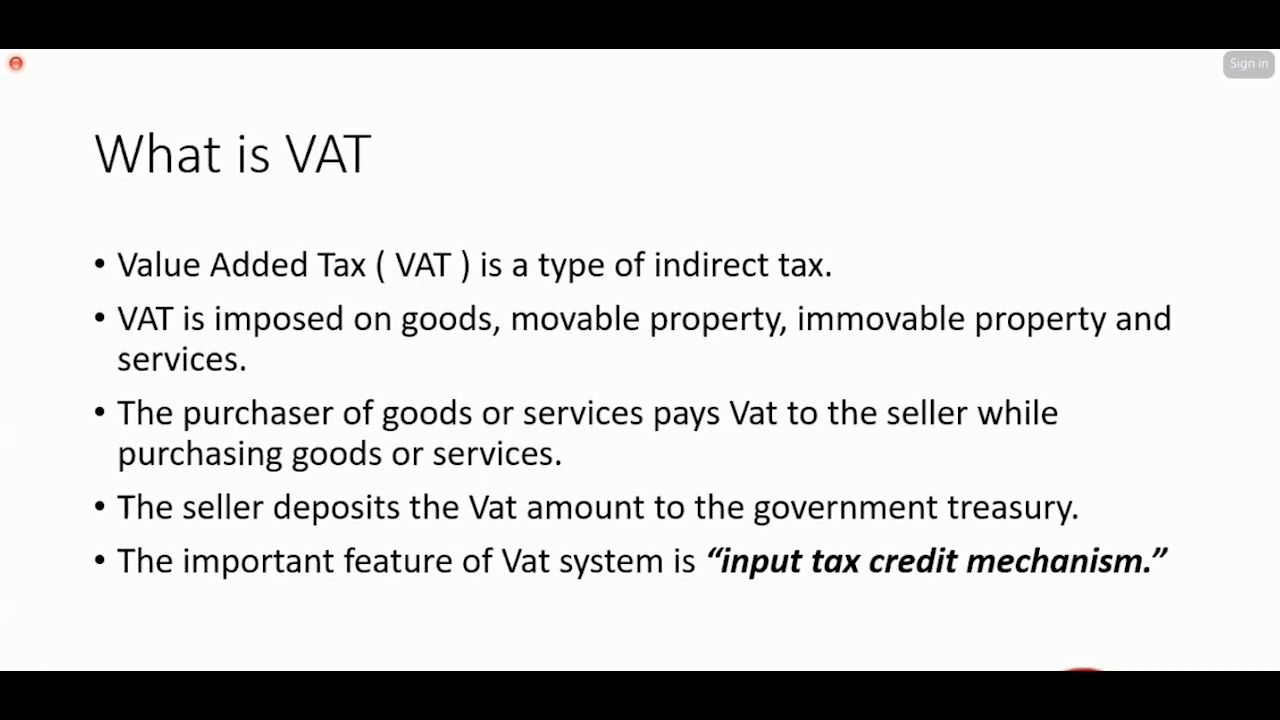 Sign in
What is VAT
• Value Added Tax ( VAT ) is a type of indirect tax.
• VAT is imposed on goods, movable property, immovable property and
services.
• The purchaser of goods or services pays Vat to the seller while
purchasing goods or services.
• The seller deposits the Vat amount to the government treasury.
• The important feature of Vat system is “input tax credit mechanism.”